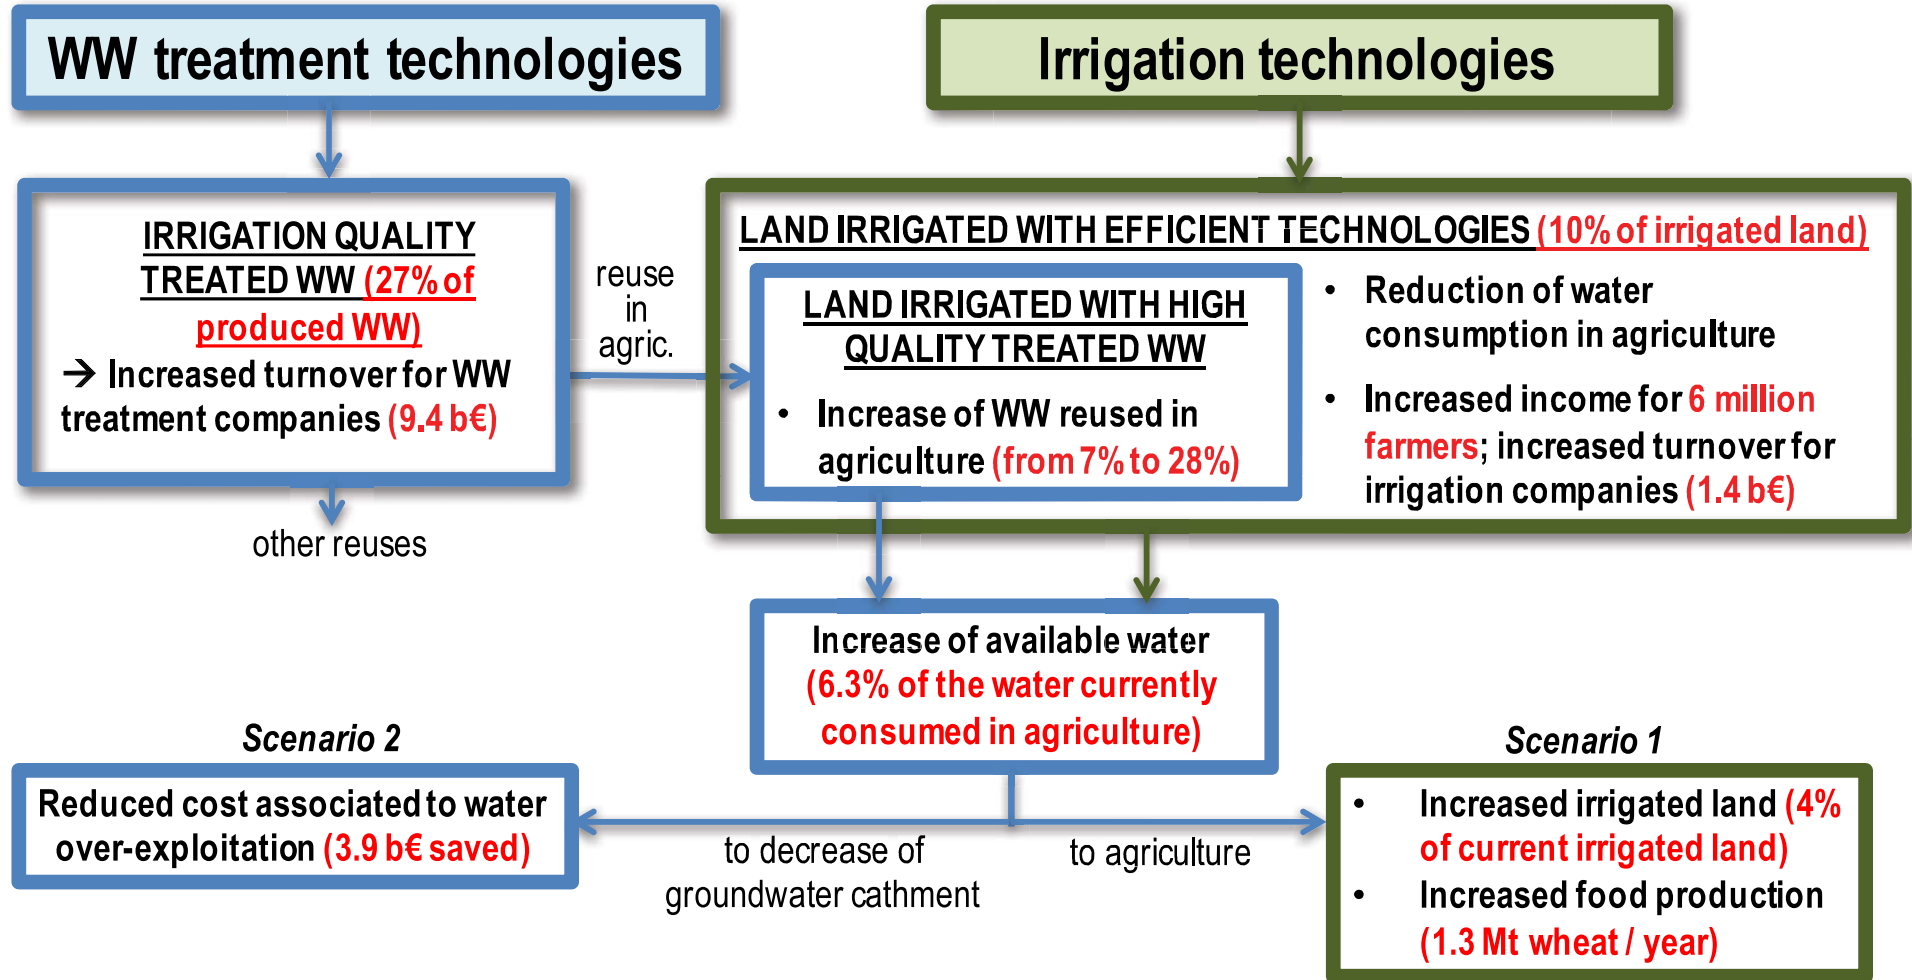 WW treatment technologies
Irrigation technologies
IRRIGATION QUALITY
TREATED WW (27% of
produced WW)
→ Increased turnover for WW
treatment companies (9.4 b€)
reuse
in
agric.
other reuses
LAND IRRIGATED WITH EFFICIENT TECHNOLOGIES (10% of irrigated land)
LAND IRRIGATED WITH HIGH
QUALITY TREATED WW
• Increase of WW reused in
agriculture (from 7% to 28%)
• Reduction of water
consumption in agriculture
• Increased income for 6 million
farmers; increased turnover for
irrigation companies (1.4 b€)
Increase of available water
(6.3% of the water currently
consumed in agriculture)
Scenario 2
Reduced cost associated to water
over-exploitation (3.9 b€ saved)
to decrease of
groundwater cathment
to agriculture
Scenario 1
• Increased irrigated land (4%
of current irrigated land)
• Increased food production
(1.3 Mt wheat / year)